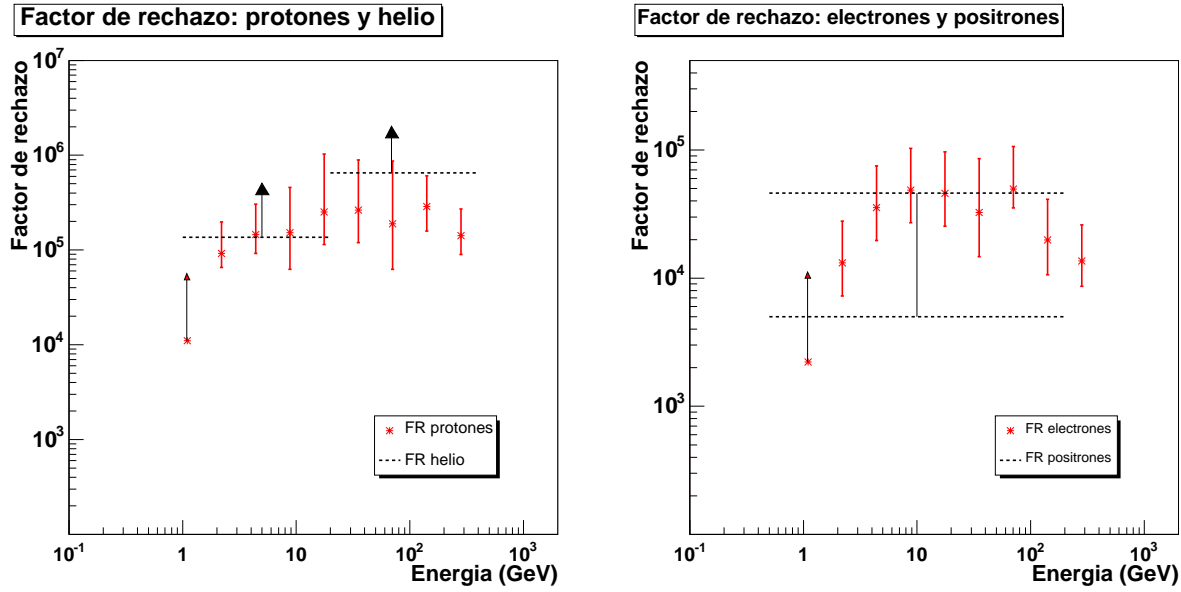 Factor de rechazo: protones y helio
Factor de rechazo
10^7
10^6
10^5
10^4
10^3
FR protones
FR helio
10^-1
1
10
10^2
10^3
Energia (GeV)
Factor de rechazo: electrones y positrones
Factor de rechazo
10^5
10^4
10^3
FR electrones
FR positrones
10^-1
1
10
10^2
10^3
Energia (GeV)